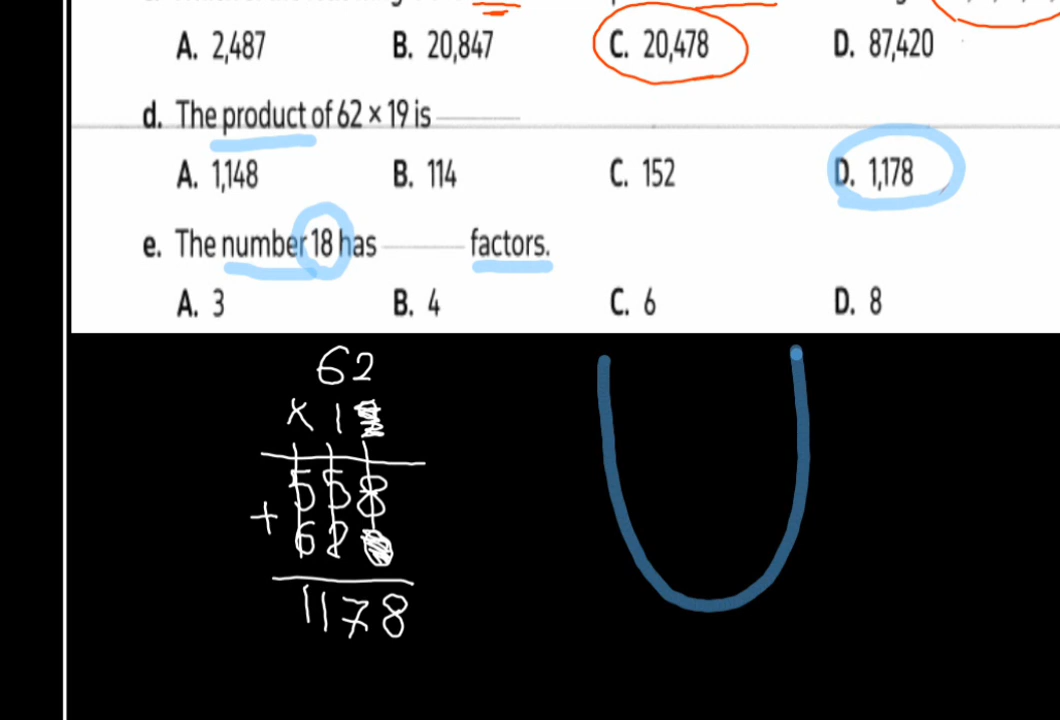 A. 2,487 B. 20,847 C. 20,478 D. 87,420
d. The product of 62 × 19 is
A. 1,148 B. 114 C. 152 D. 1,178
e. The number 18 has factors.
A. 3 B. 4 C. 6 D. 8
62
× 1
558
+ 62
1178